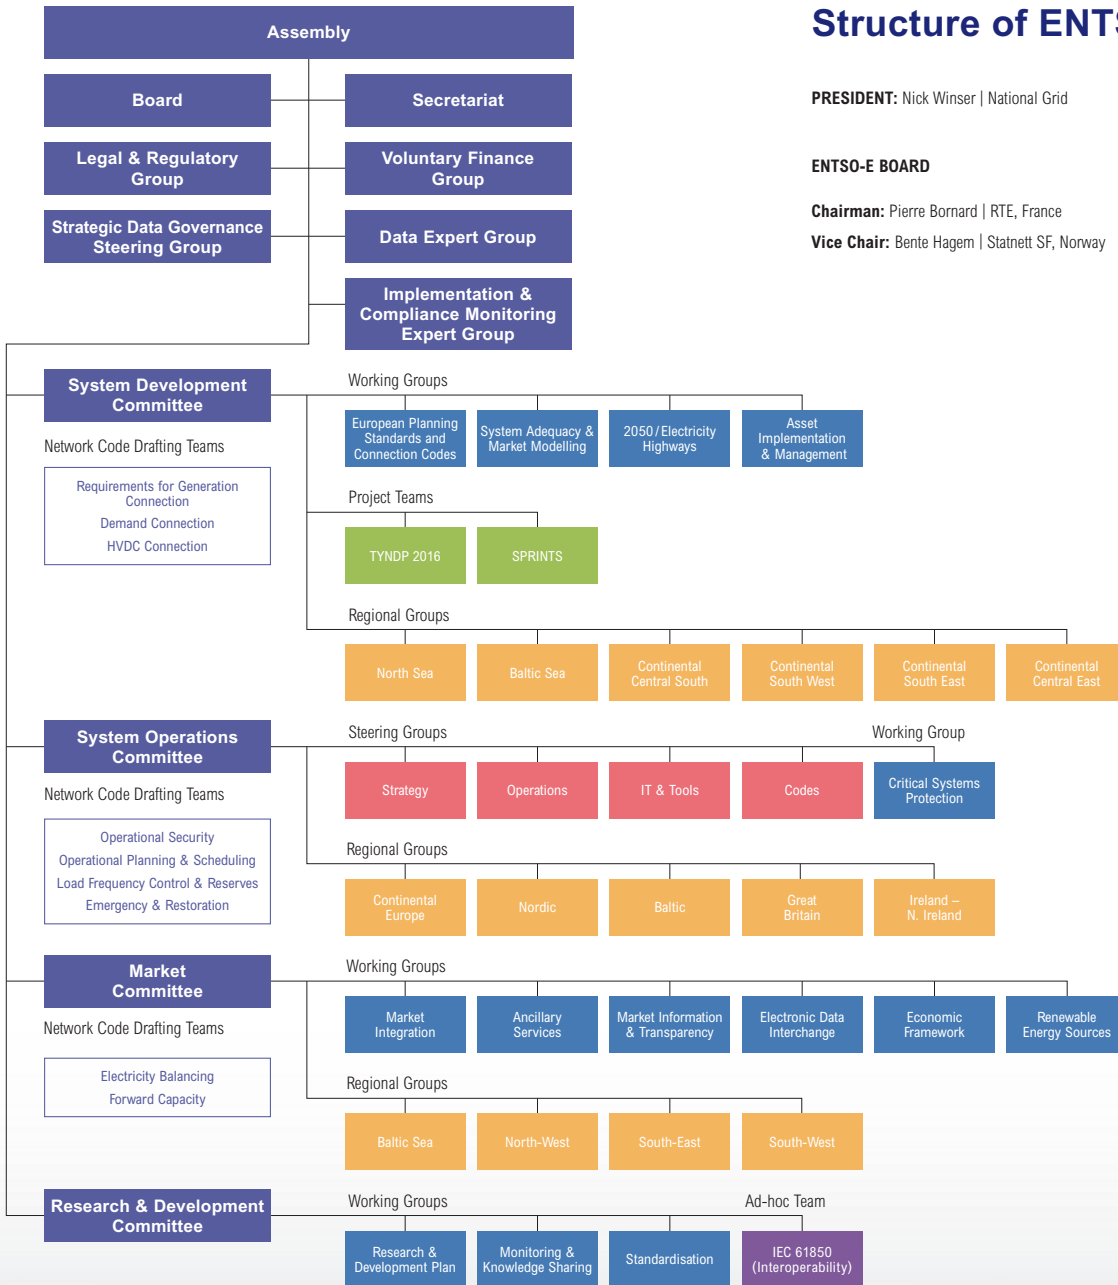 Assembly
Structure of ENTS
Board
Secretariat
PRESIDENT: Nick Winser | National Grid
Legal & Regulatory
Group
Voluntary Finance
Group
ENTSO-E BOARD
Chairman: Pierre Bornard | RTE, France
Vice Chair: Bente Hagem | Statnett SF, Norway
Strategic Data Governance
Steering Group
Data Expert Group
Implementation &
Compliance Monitoring
Expert Group
System Development
Committee
Network Code Drafting Teams
Requirements for Generation
Connection
Demand Connection
HVDC Connection
Working Groups
European Planning
Standards and
Connection Codes
System Adequacy &
Market Modelling
2050/Electricity
Highways
Asset
Implementation
& Management
Project Teams
TYNDP 2016
SPRINTS
Regional Groups
North Sea
Baltic Sea
Continental
Central South
Continental
South West
Continental
South East
Continental
Central East
System Operations
Committee
Network Code Drafting Teams
Operational Security
Operational Planning & Scheduling
Load Frequency Control & Reserves
Emergency & Restoration
Steering Groups
Working Group
Strategy
Operations
IT & Tools
Codes
Critical Systems
Protection
Regional Groups
Continental
Europe
Nordic
Baltic
Great
Britain
Ireland –
N. Ireland
Market
Committee
Network Code Drafting Teams
Electricity Balancing
Forward Capacity
Working Groups
Market
Integration
Ancillary
Services
Market Information
& Transparency
Electronic Data
Interchange
Economic
Framework
Renewable
Energy Sources
Regional Groups
Baltic Sea
North-West
South-East
South-West
Research & Development
Committee
Working Groups
Ad-hoc Team
Research &
Development Plan
Monitoring &
Knowledge Sharing
Standardisation
IEC 61850
(Interoperability)